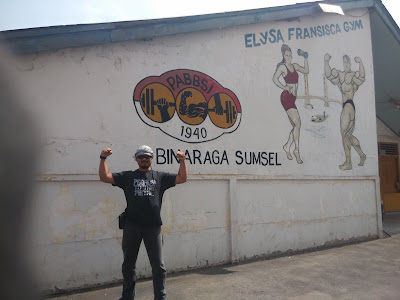 ELYSA FRANSISCA GYM
PABBSI
1940
BINARAGA SUMSEL